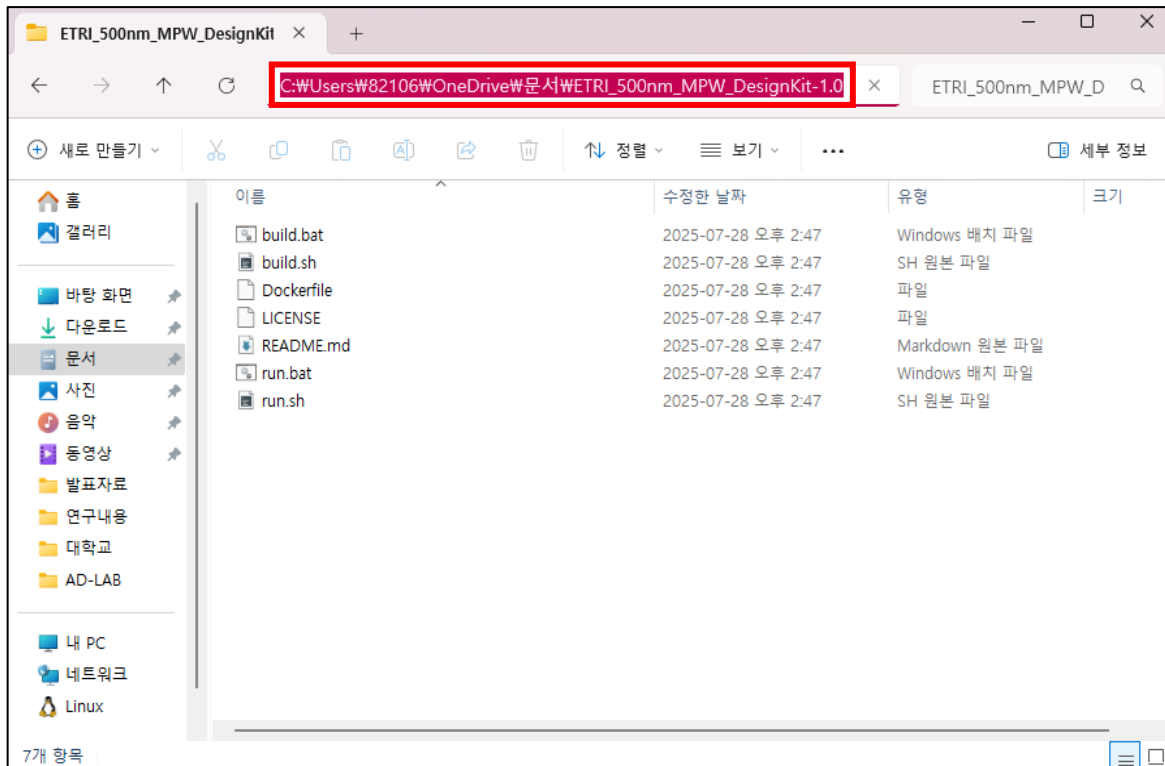 ETRI_500nm_MPW_DesignKit
C:₩Users₩82106₩OneDrive₩문서₩ETRI_500nm_MPW_DesignKit-1.0
ETRI_500nm_MPW_D
새로 만들기
정렬
보기
세부 정보
이름 수정한 날짜 유형 크기
홈
갤러리
바탕 화면
다운로드
문서
사진
음악
동영상
발표자료
연구내용
대학교
AD-LAB
내 PC
네트워크
Linux
build.bat 2025-07-28 오후 2:47 Windows 배치 파일
build.sh 2025-07-28 오후 2:47 SH 원본 파일
Dockerfile 2025-07-28 오후 2:47 파일
LICENSE 2025-07-28 오후 2:47 파일
README.md 2025-07-28 오후 2:47 Markdown 원본 파일
run.bat 2025-07-28 오후 2:47 Windows 배치 파일
run.sh 2025-07-28 오후 2:47 SH 원본 파일
7개 항목